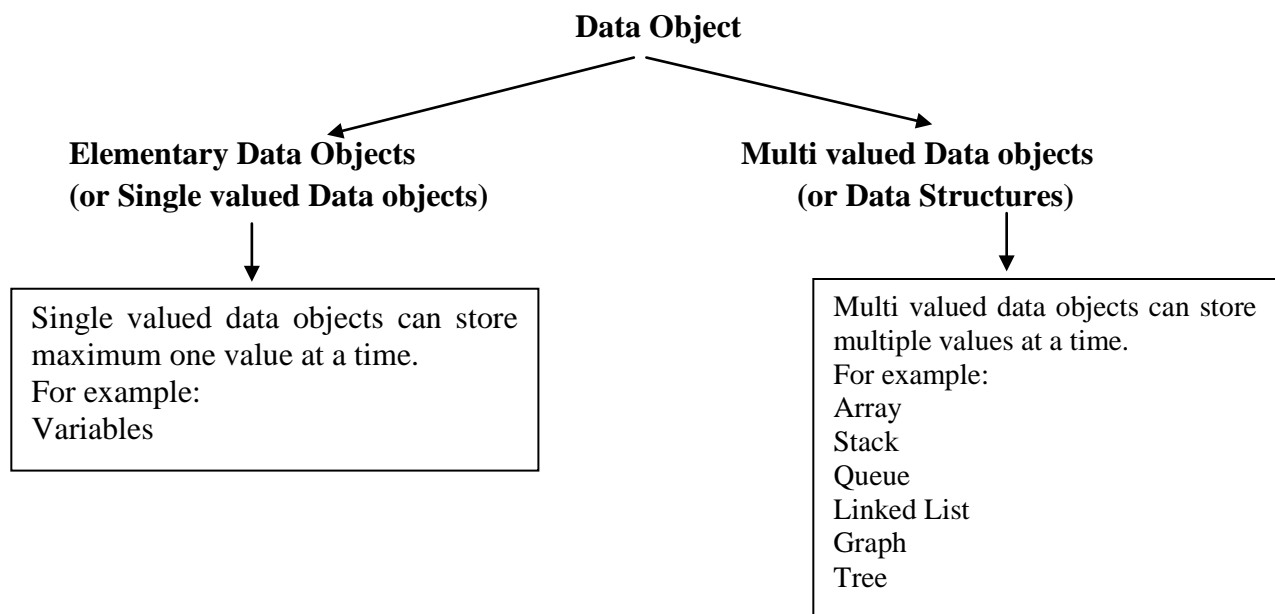 Data Object
Elementary Data Objects
(or Single valued Data objects)
Multi valued Data objects
(or Data Structures)
Single valued data objects can store
maximum one value at a time.
For example:
Variables
Multi valued data objects can store
multiple values at a time.
For example:
Array
Stack
Queue
Linked List
Graph
Tree